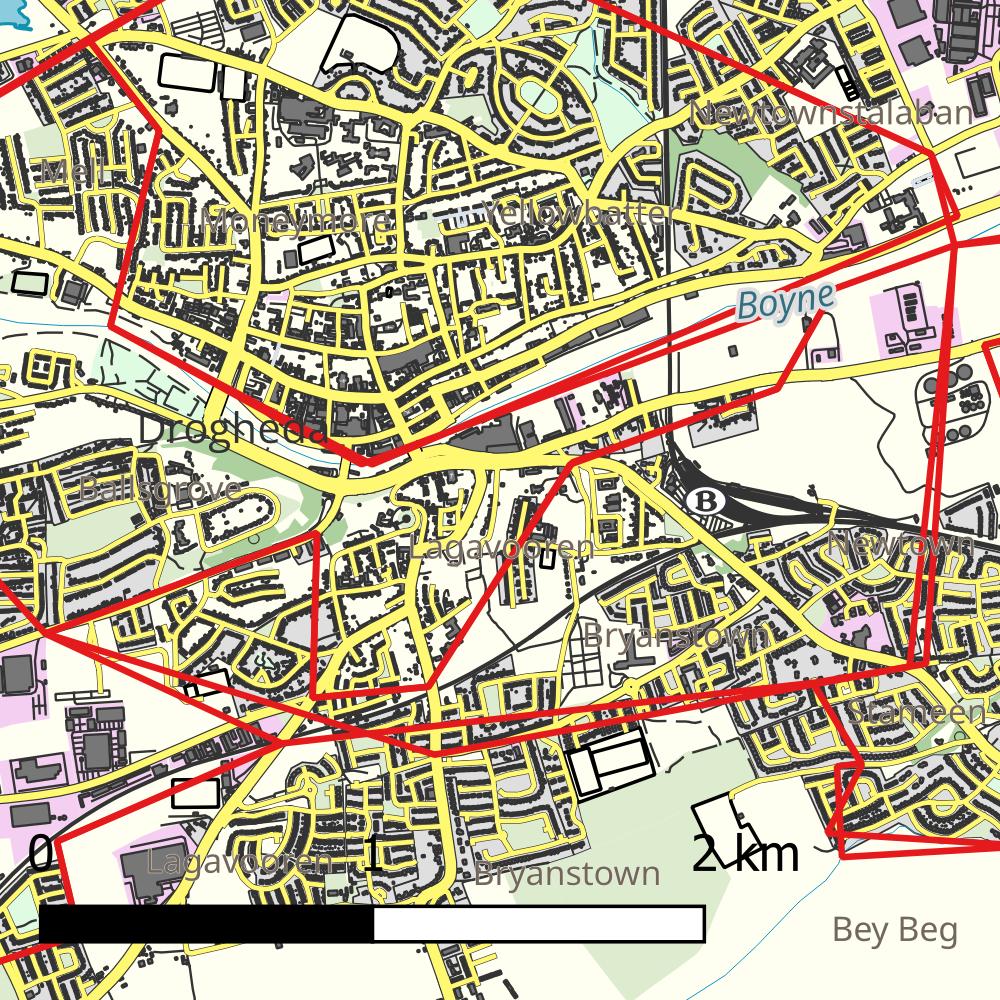 Newtownstalaban
Mell
Moneymore
Yellowbatter
Boyne
Drogheda
Ballsgrove
B
Lagavooren
Newtown
Bryanstown
Stameen
0
1
2 km
Lagavooren
Bryanstown
Bey Beg